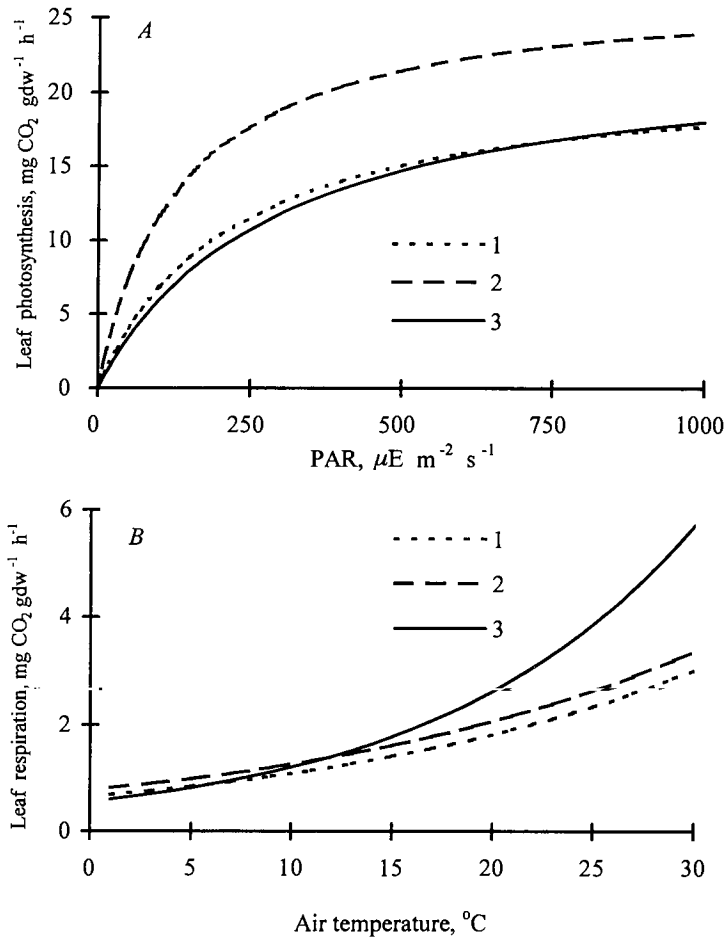 A
Leaf photosynthesis, mg CO₂ gdw⁻¹ h⁻¹
25
20
15
10
5
0
1
2
3
0 250 500 750 1000
PAR, μE m⁻² s⁻¹
B
Leaf respiration, mg CO₂ gdw⁻¹ h⁻¹
6
4
2
0
1
2
3
0 5 10 15 20 25 30
Air temperature, °C